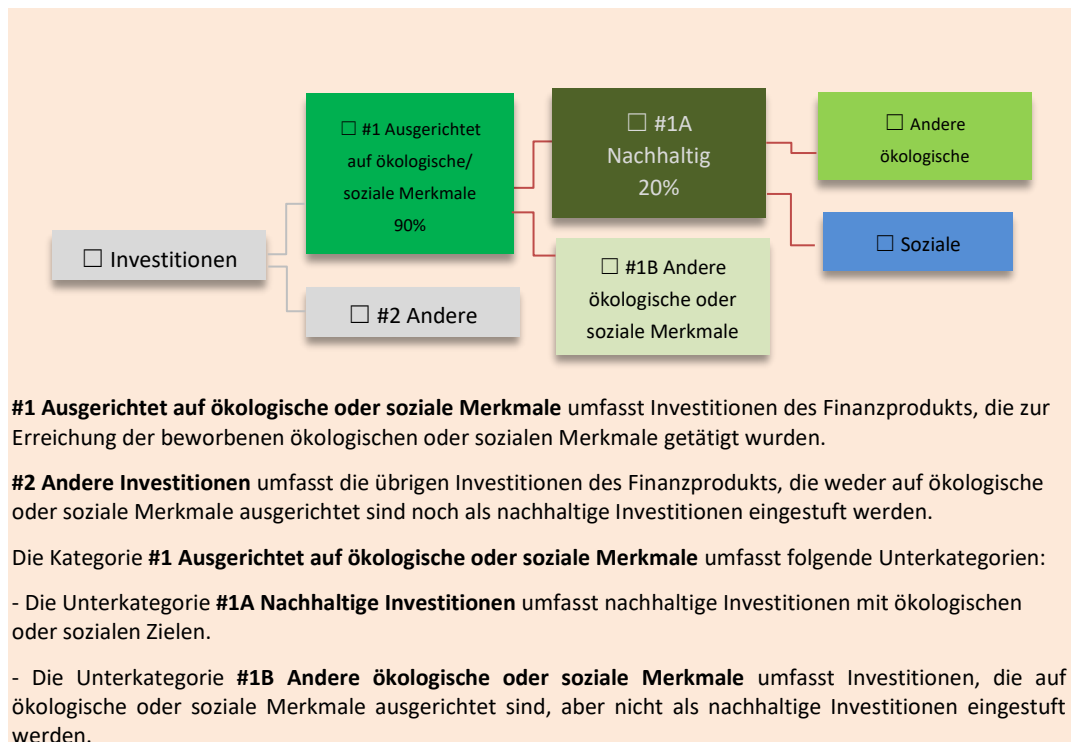 ☐ #1 Ausgerichtet
auf ökologische/
soziale Merkmale
90%
☐ #1A
Nachhaltig
20%
☐ Andere
ökologische
☐ Soziale
☐ Investitionen
☐ #1B Andere
ökologische oder
soziale Merkmale
☐ #2 Andere
#1 Ausgerichtet auf ökologische oder soziale Merkmale umfasst Investitionen des Finanzprodukts, die zur
Erreichung der beworbenen ökologischen oder sozialen Merkmale getätigt wurden.
#2 Andere Investitionen umfasst die übrigen Investitionen des Finanzprodukts, die weder auf ökologische
oder soziale Merkmale ausgerichtet sind noch als nachhaltige Investitionen eingestuft werden.
Die Kategorie #1 Ausgerichtet auf ökologische oder soziale Merkmale umfasst folgende Unterkategorien:
- Die Unterkategorie #1A Nachhaltige Investitionen umfasst nachhaltige Investitionen mit ökologischen
oder sozialen Zielen.
- Die Unterkategorie #1B Andere ökologische oder soziale Merkmale umfasst Investitionen, die auf
ökologische oder soziale Merkmale ausgerichtet sind, aber nicht als nachhaltige Investitionen eingestuft
werden.